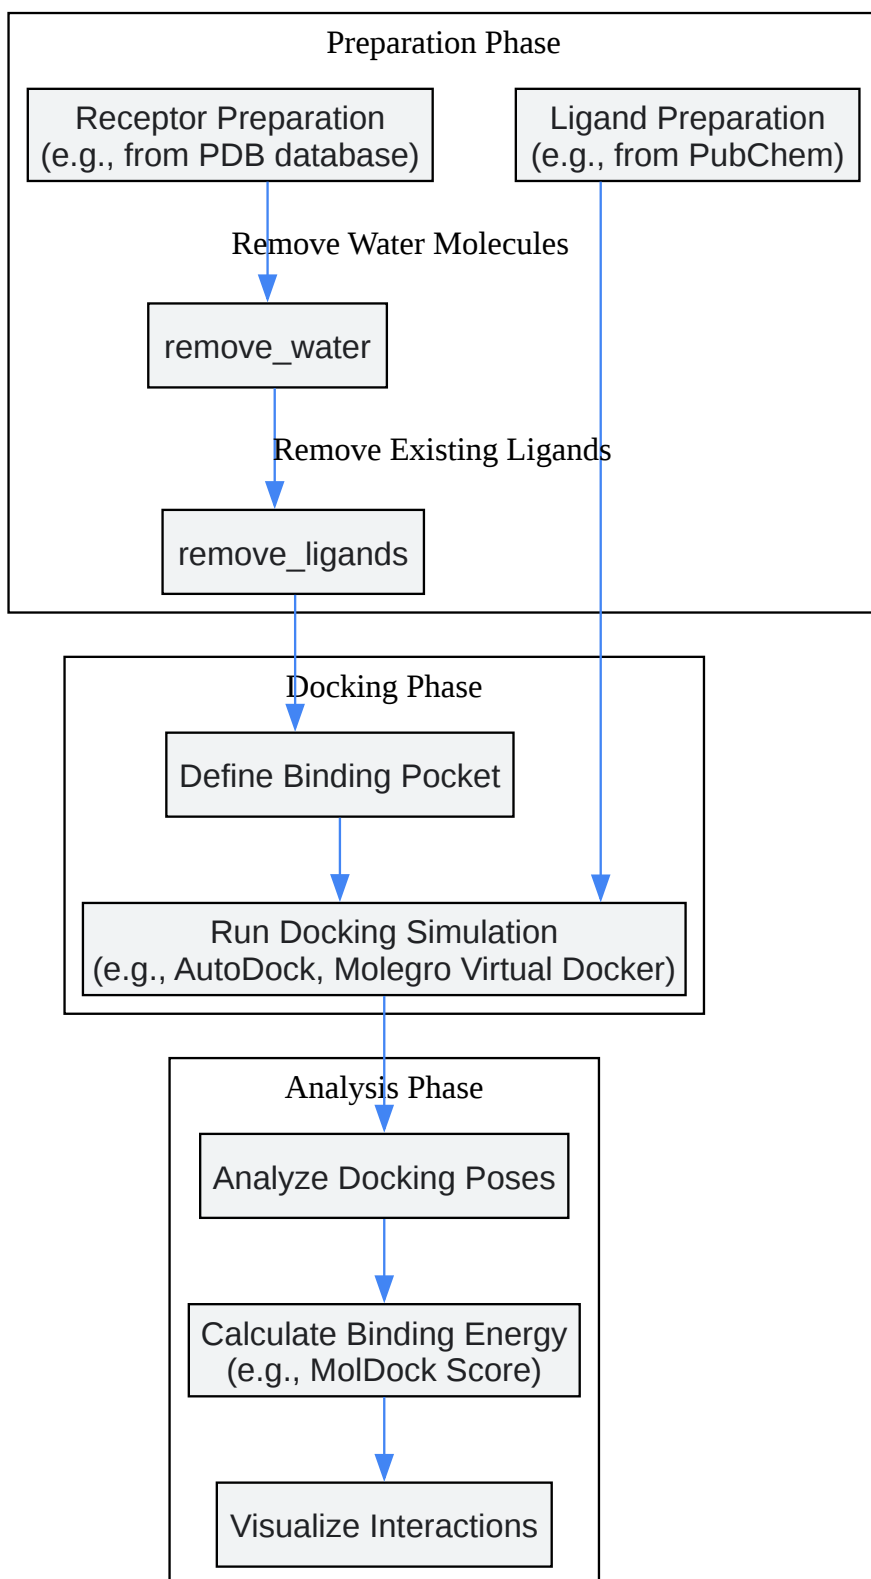 Preparation Phase
Receptor Preparation
(e.g., from PDB database)
Ligand Preparation
(e.g., from PubChem)
Remove Water Molecules
remove_water
Remove Existing Ligands
remove_ligands
Docking Phase
Define Binding Pocket
Run Docking Simulation
(e.g., AutoDock, Molegro Virtual Docker)
Analysis Phase
Analyze Docking Poses
Calculate Binding Energy
(e.g., MolDock Score)
Visualize Interactions